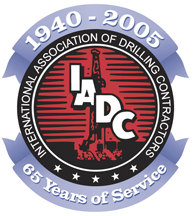 1940 - 2005
INTERNATIONAL ASSOCIATION OF DRILLING CONTRACTORS
IADC
65 Years of Service